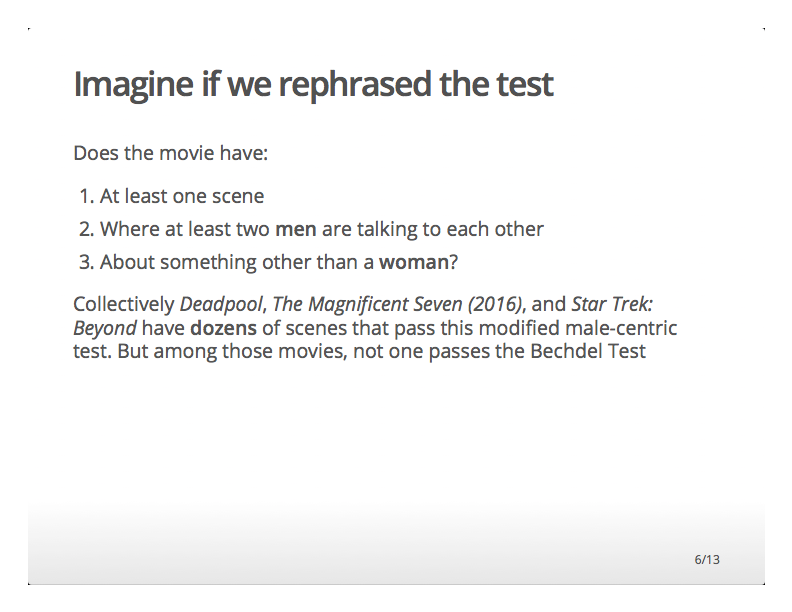 Imagine if we rephrased the test
Does the movie have:
1. At least one scene
2. Where at least two men are talking to each other
3. About something other than a woman?
Collectively Deadpool, The Magnificent Seven (2016), and Star Trek:
Beyond have dozens of scenes that pass this modified male-centric
test. But among those movies, not one passes the Bechdel Test
6/13